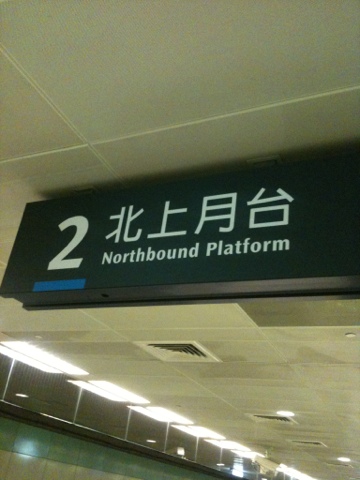 2
北上月台
Northbound Platform